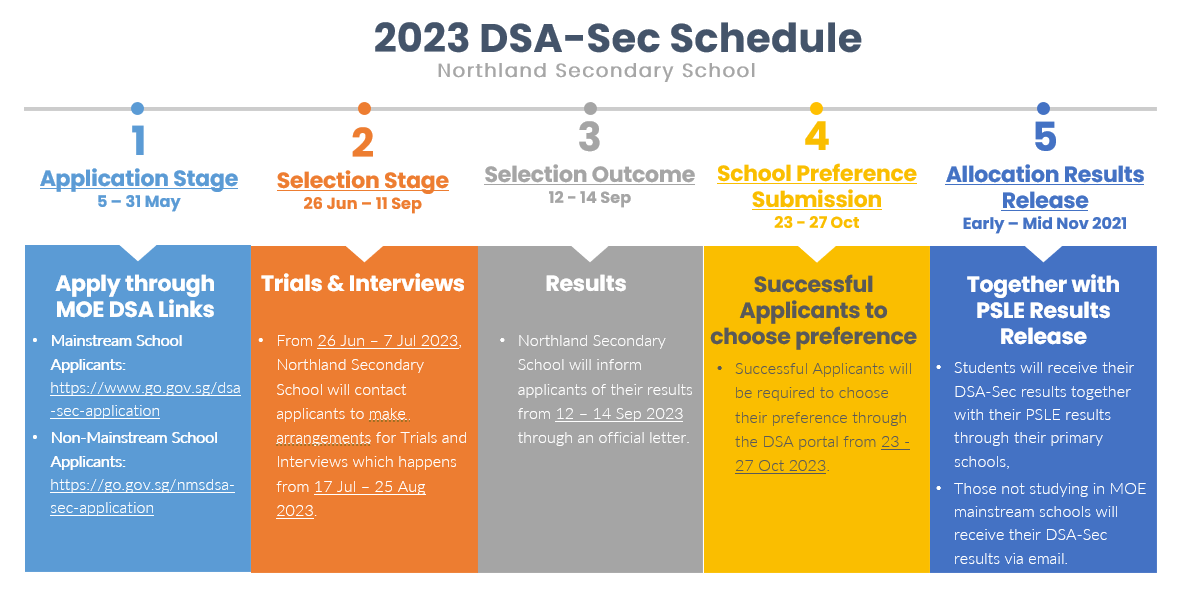 2023 DSA-Sec Schedule
Northland Secondary School
1
Application Stage
5 – 31 May
2
Selection Stage
26 Jun – 11 Sep
3
Selection Outcome
12 - 14 Sep
4
School Preference
Submission
23 - 27 Oct
5
Allocation Results
Release
Early – Mid Nov 2021
Apply through
MOE DSA Links
• Mainstream School
Applicants:
https://www.go.gov.sg/dsa
-sec-application
• Non-Mainstream School
Applicants:
https://go.gov.sg/nmsdsa-
sec-application
Trials & Interviews
• From 26 Jun – 7 Jul 2023,
Northland Secondary
School will contact
applicants to make
arrangements for Trials and
Interviews which happens
from 17 Jul – 25 Aug
2023.
Results
• Northland Secondary
School will inform
applicants of their results
from 12 – 14 Sep 2023
through an official letter.
Successful
Applicants to
choose preference
• Successful Applicants will
be required to choose
their preference through
the DSA portal from 23 -
27 Oct 2023.
Together with
PSLE Results
Release
• Students will receive their
DSA-Sec results together
with their PSLE results
through their primary
schools,
• Those not studying in MOE
mainstream schools will
receive their DSA-Sec
results via email.